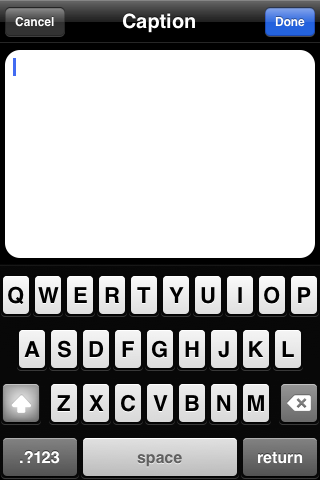 Cancel Caption Done
Q W E R T Y U I O P
A S D F G H J K L
Z X C V B N M
.?123 space return